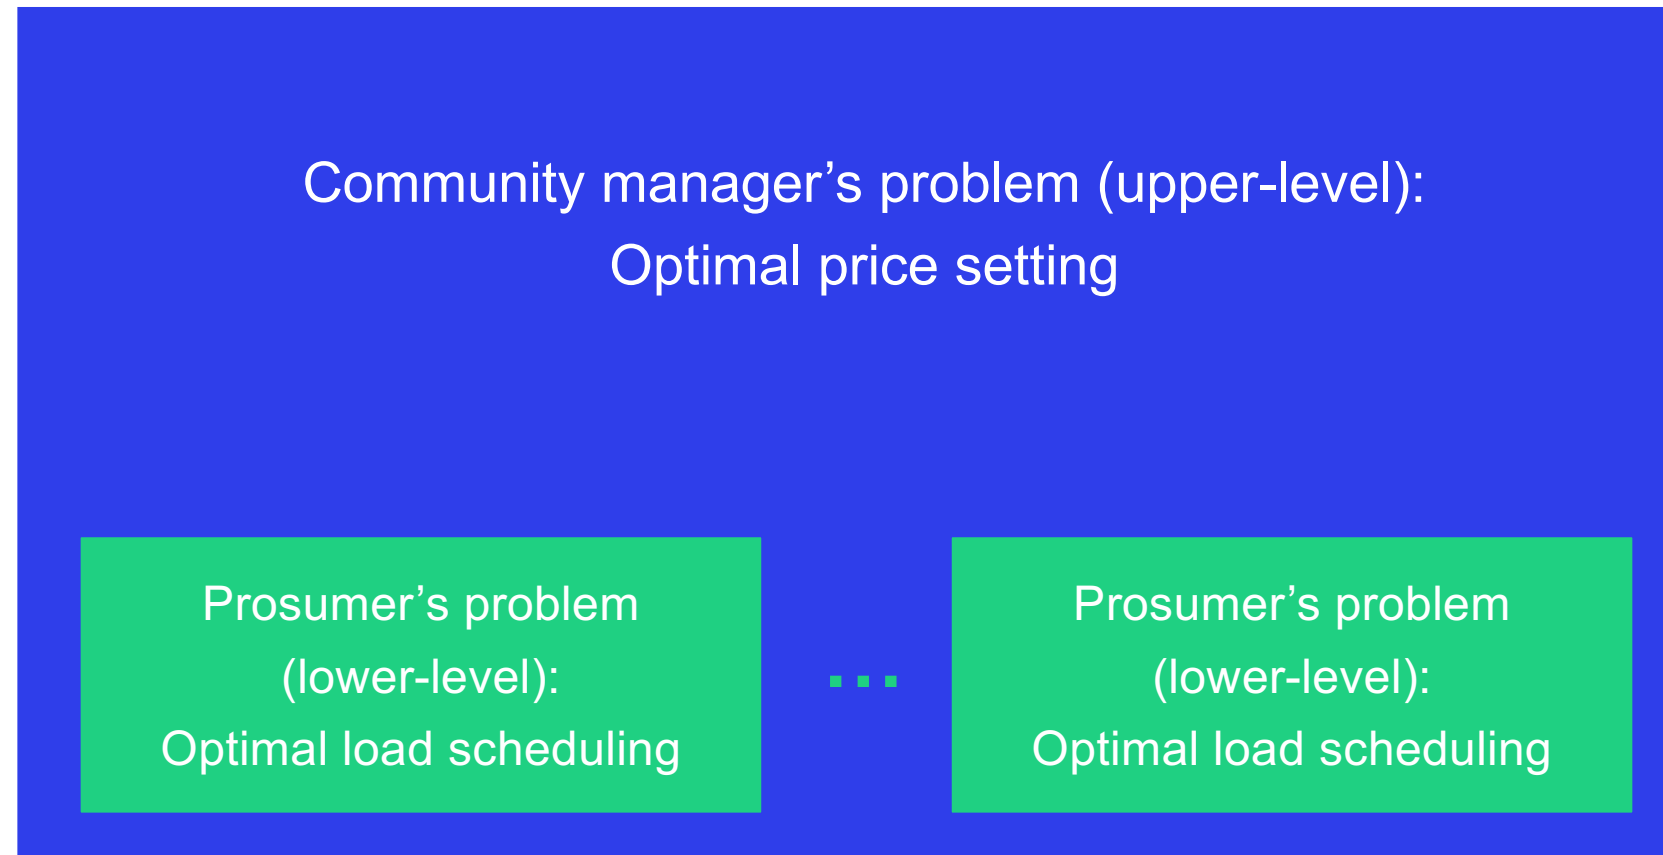 Community manager’s problem (upper-level):
Optimal price setting
Prosumer’s problem
(lower-level):
Optimal load scheduling
...
Prosumer’s problem
(lower-level):
Optimal load scheduling